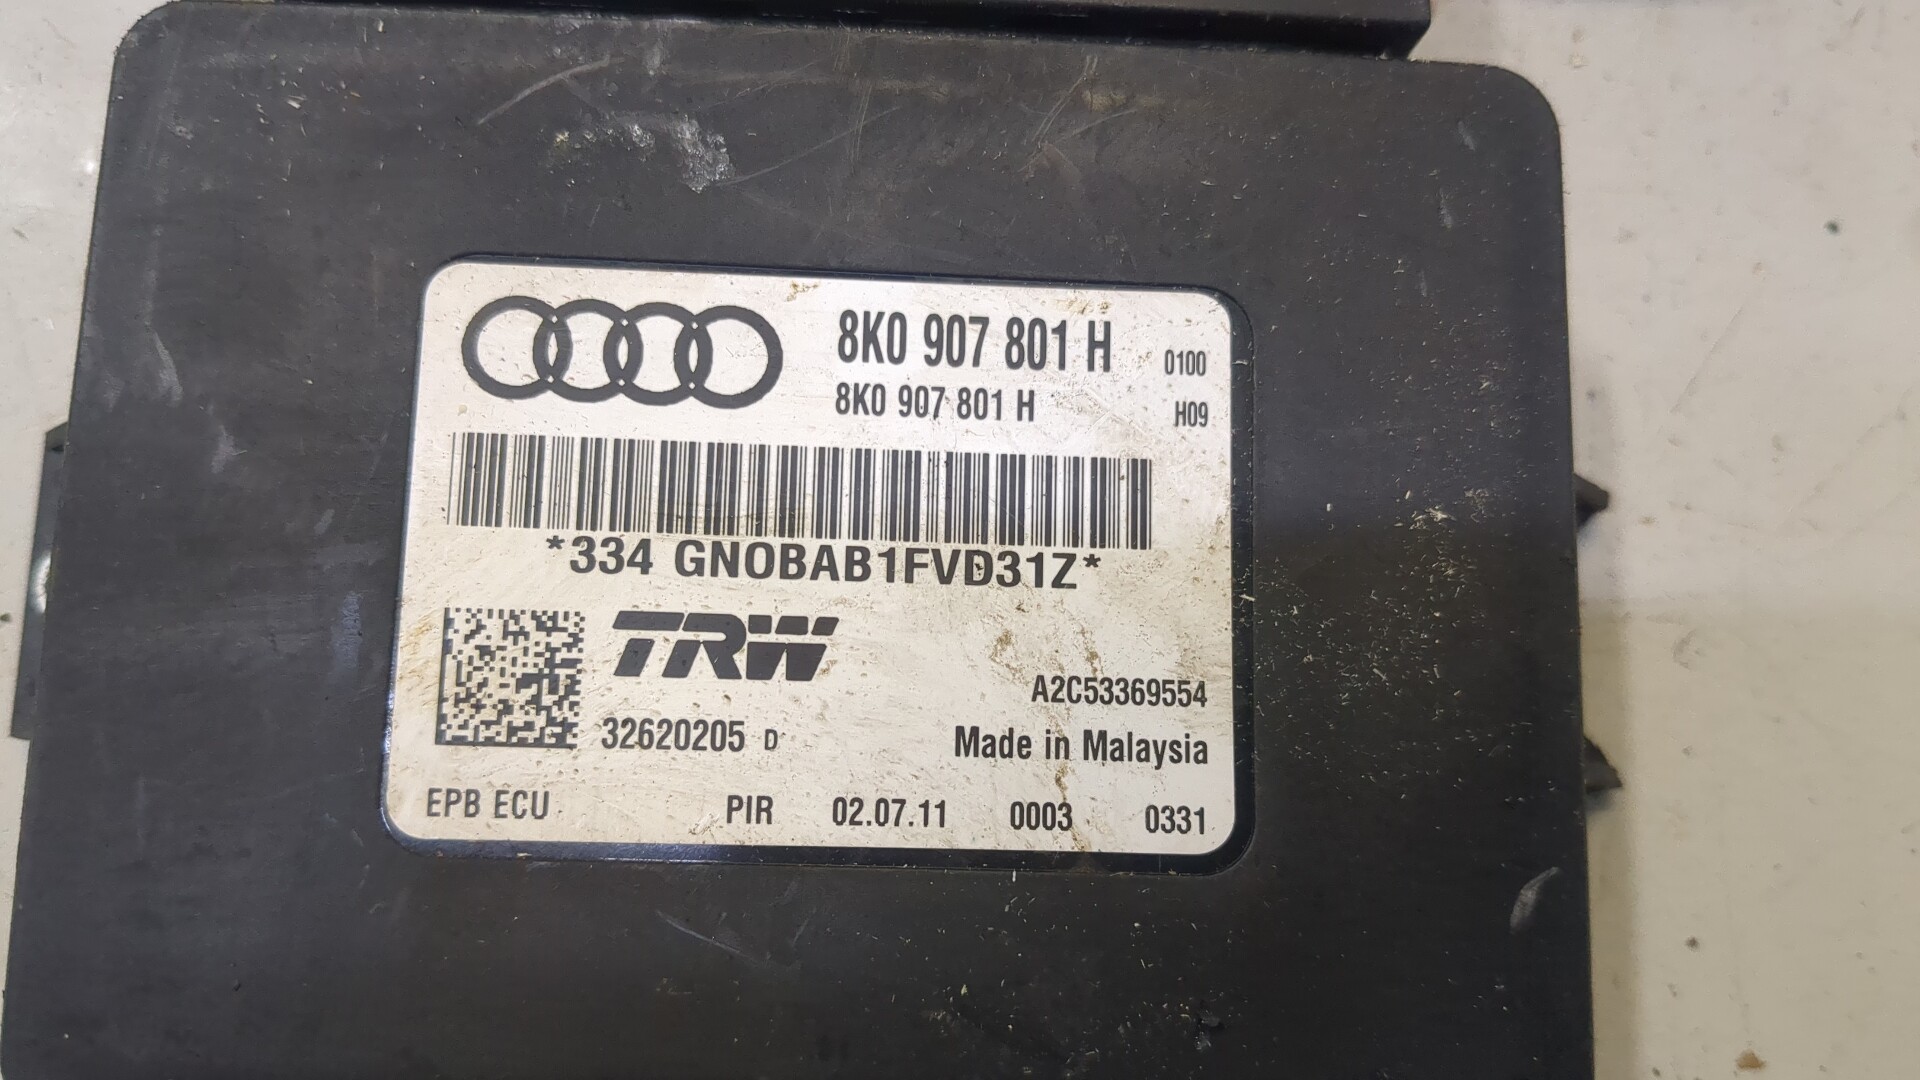 8K0 907 801 H 0100
8K0 907 801 H H09
*334 GN0BAB1FVD31Z*
TRW
A2C53369554
32620205 D Made in Malaysia
EPB ECU PIR 02.07.11 0003 0331